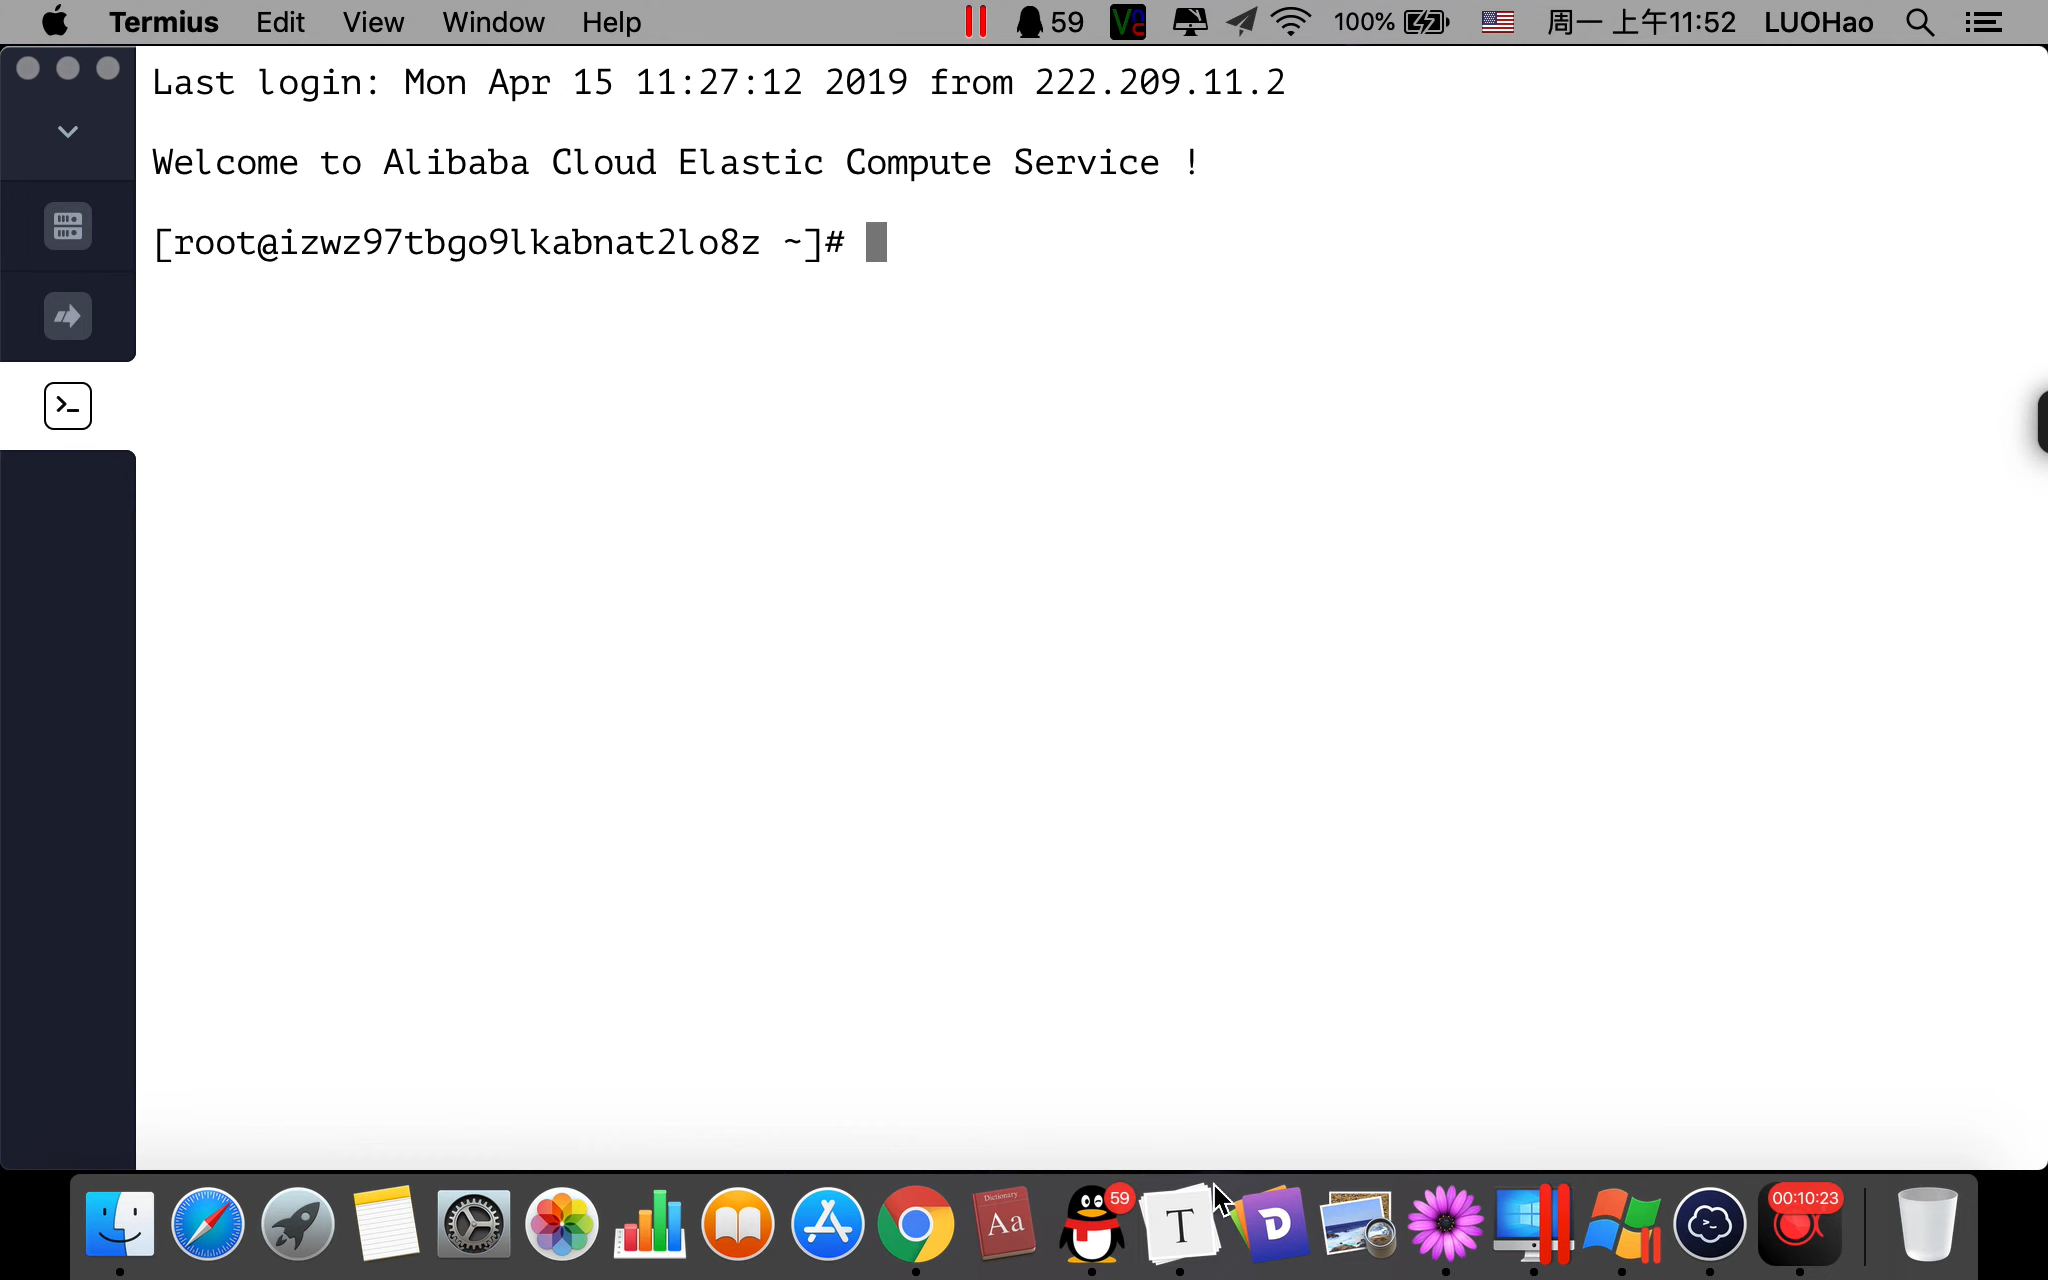 Termius Edit View Window Help 59 100% 周一 上午11:52 LUOHao
Last login: Mon Apr 15 11:27:12 2019 from 222.209.11.2
Welcome to Alibaba Cloud Elastic Compute Service !
[root@izwz97tbgo9lkabnat2lo8z ~]#
Dictionary
Aa
59
T
00:10:23